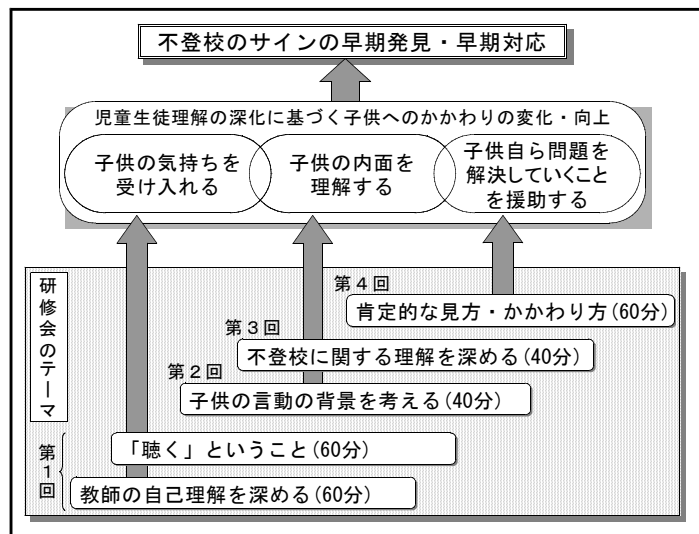 不登校のサインの早期発見・早期対応
児童生徒理解の深化に基づく子供へのかかわりの変化・向上
子供の気持ちを
受け入れる
子供の内面を
理解する
子供自ら問題を
解決していくこと
を援助する
研修会のテーマ
第4回
肯定的な見方・かかわり方(60分)
第3回
不登校に関する理解を深める(40分)
第2回
子供の言動の背景を考える(40分)
第1回
「聴く」ということ(60分)
教師の自己理解を深める(60分)